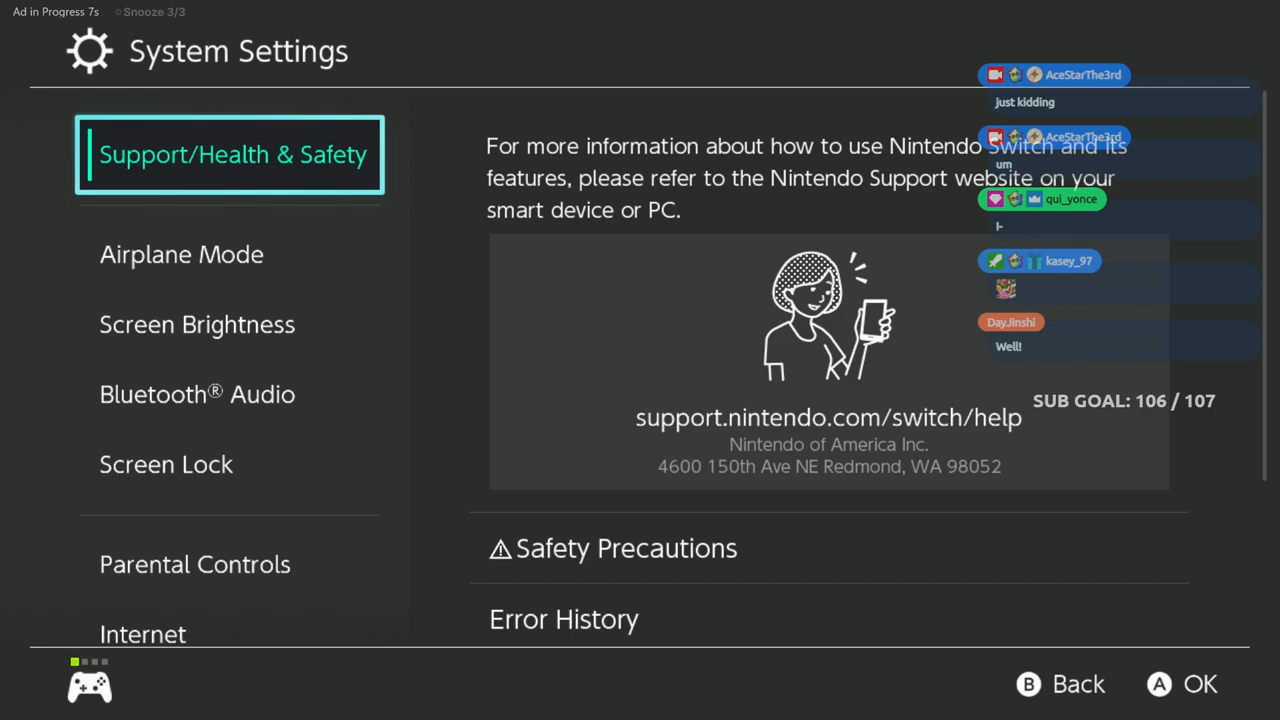 Ad in Progress 7s
Snooze 3/3
System Settings
Support/Health & Safety
Airplane Mode
Screen Brightness
Bluetooth® Audio
Screen Lock
Parental Controls
Internet
For more information about how to use Nintendo Switch and its
features, please refer to the Nintendo Support website on your
smart device or PC.
support.nintendo.com/switch/help
Nintendo of America Inc.
4600 150th Ave NE Redmond, WA 98052
Safety Precautions
Error History
AceStarThe3rd
just kidding
AceStarThe3rd
um
qui_yonce
I-
kasey_97
DayJinshi
Well!
SUB GOAL: 106 / 107
B Back
A OK